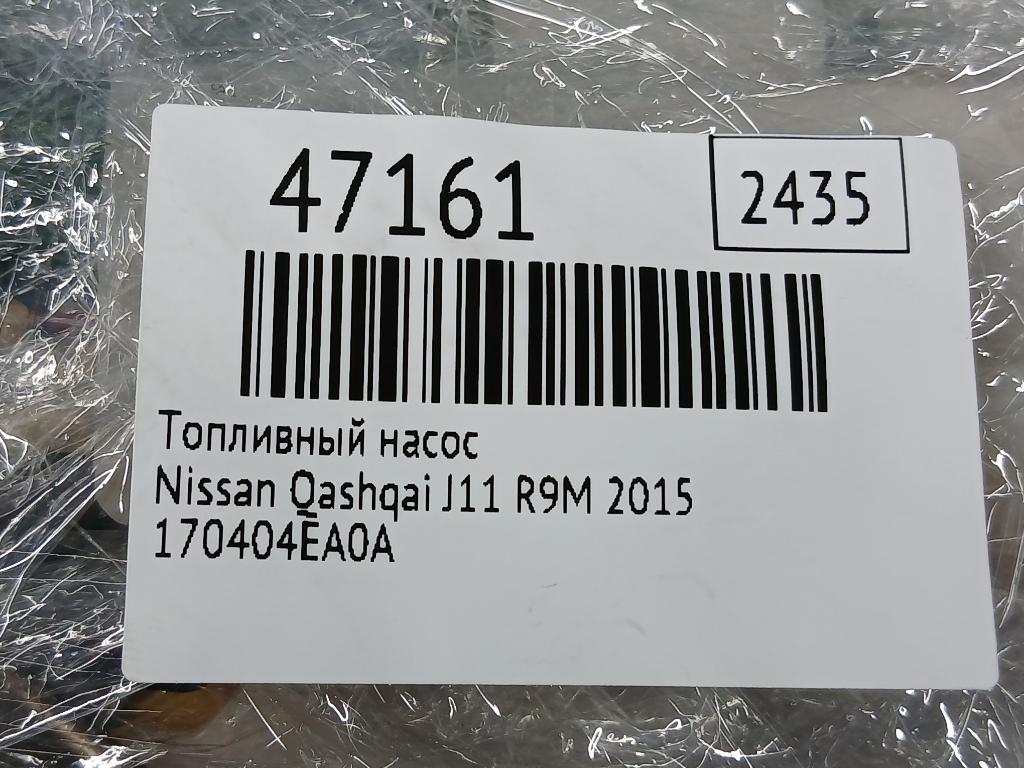 47161
2435
Топливный насос
Nissan Qashqai J11 R9M 2015
170404EA0A